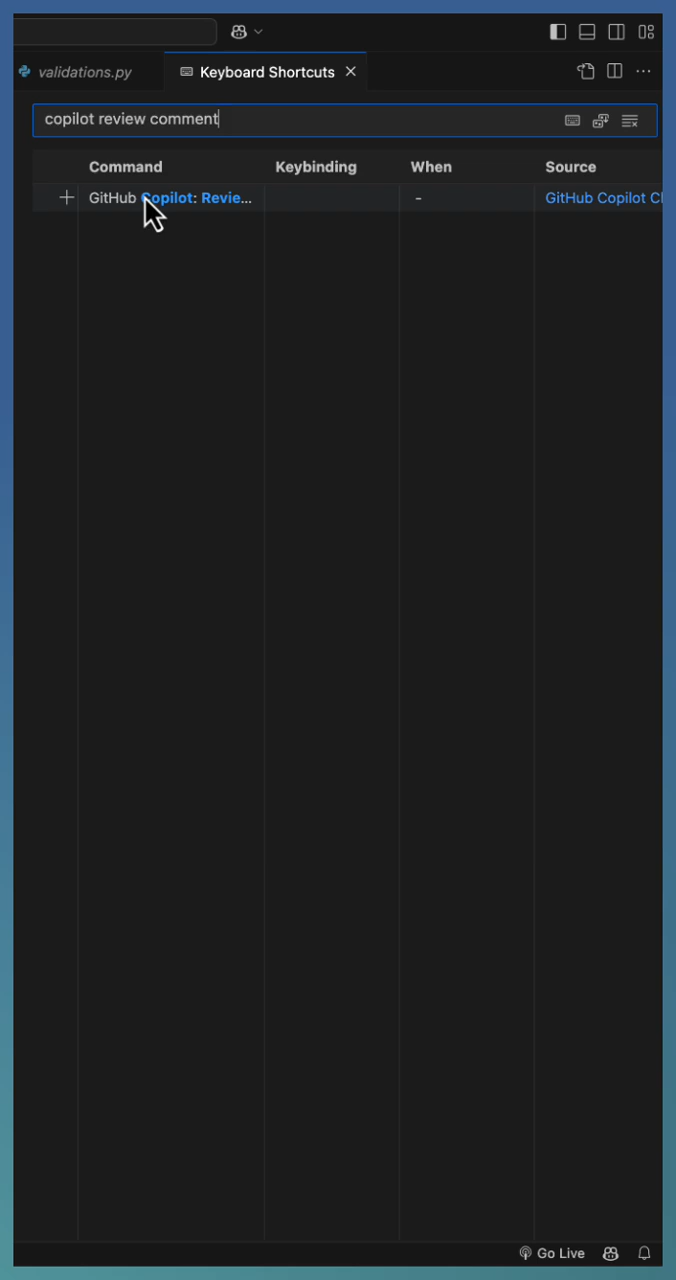 validations.py
Keyboard Shortcuts
copilot review comment
Command Keybinding When Source
GitHub Copilot: Revie... - GitHub Copilot Cl
Go Live